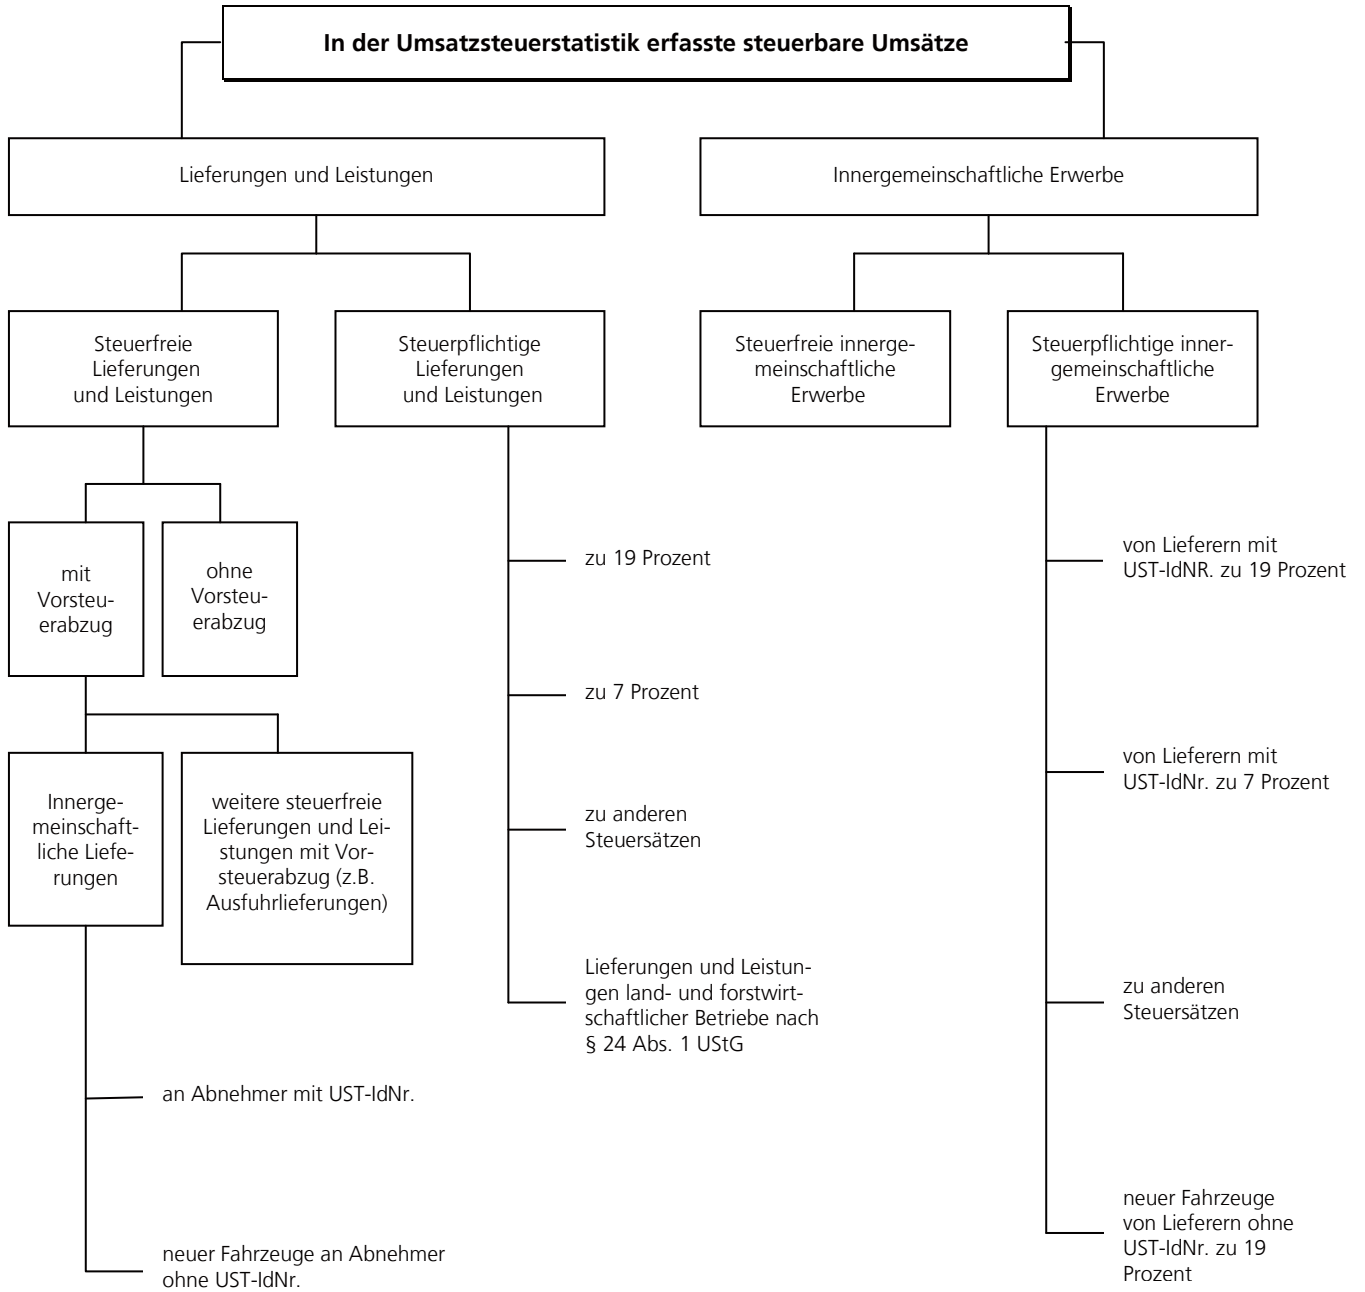 In der Umsatzsteuerstatistik erfasste steuerbare Umsätze
Lieferungen und Leistungen
Innergemeinschaftliche Erwerbe
Steuerfreie
Lieferungen
und Leistungen
Steuerpflichtige
Lieferungen
und Leistungen
Steuerfreie innerge-
meinschaftliche
Erwerbe
Steuerpflichtige inner-
gemeinschaftliche
Erwerbe
mit
Vorsteu-
erabzug
ohne
Vorsteu-
erabzug
Innerge-
meinschaft-
liche Liefe-
rungen
weitere steuerfreie
Lieferungen und Lei-
stungen mit Vor-
steuerabzug (z.B.
Ausfuhrlieferungen)
an Abnehmer mit UST-IdNr.
neuer Fahrzeuge an Abnehmer
ohne UST-IdNr.
zu 19 Prozent
zu 7 Prozent
zu anderen
Steuersätzen
Lieferungen und Leistun-
gen land- und forstwirt-
schaftlicher Betriebe nach
§ 24 Abs. 1 UStG
von Lieferern mit
UST-IdNR. zu 19 Prozent
von Lieferern mit
UST-IdNr. zu 7 Prozent
zu anderen
Steuersätzen
neuer Fahrzeuge
von Lieferern ohne
UST-IdNr. zu 19
Prozent